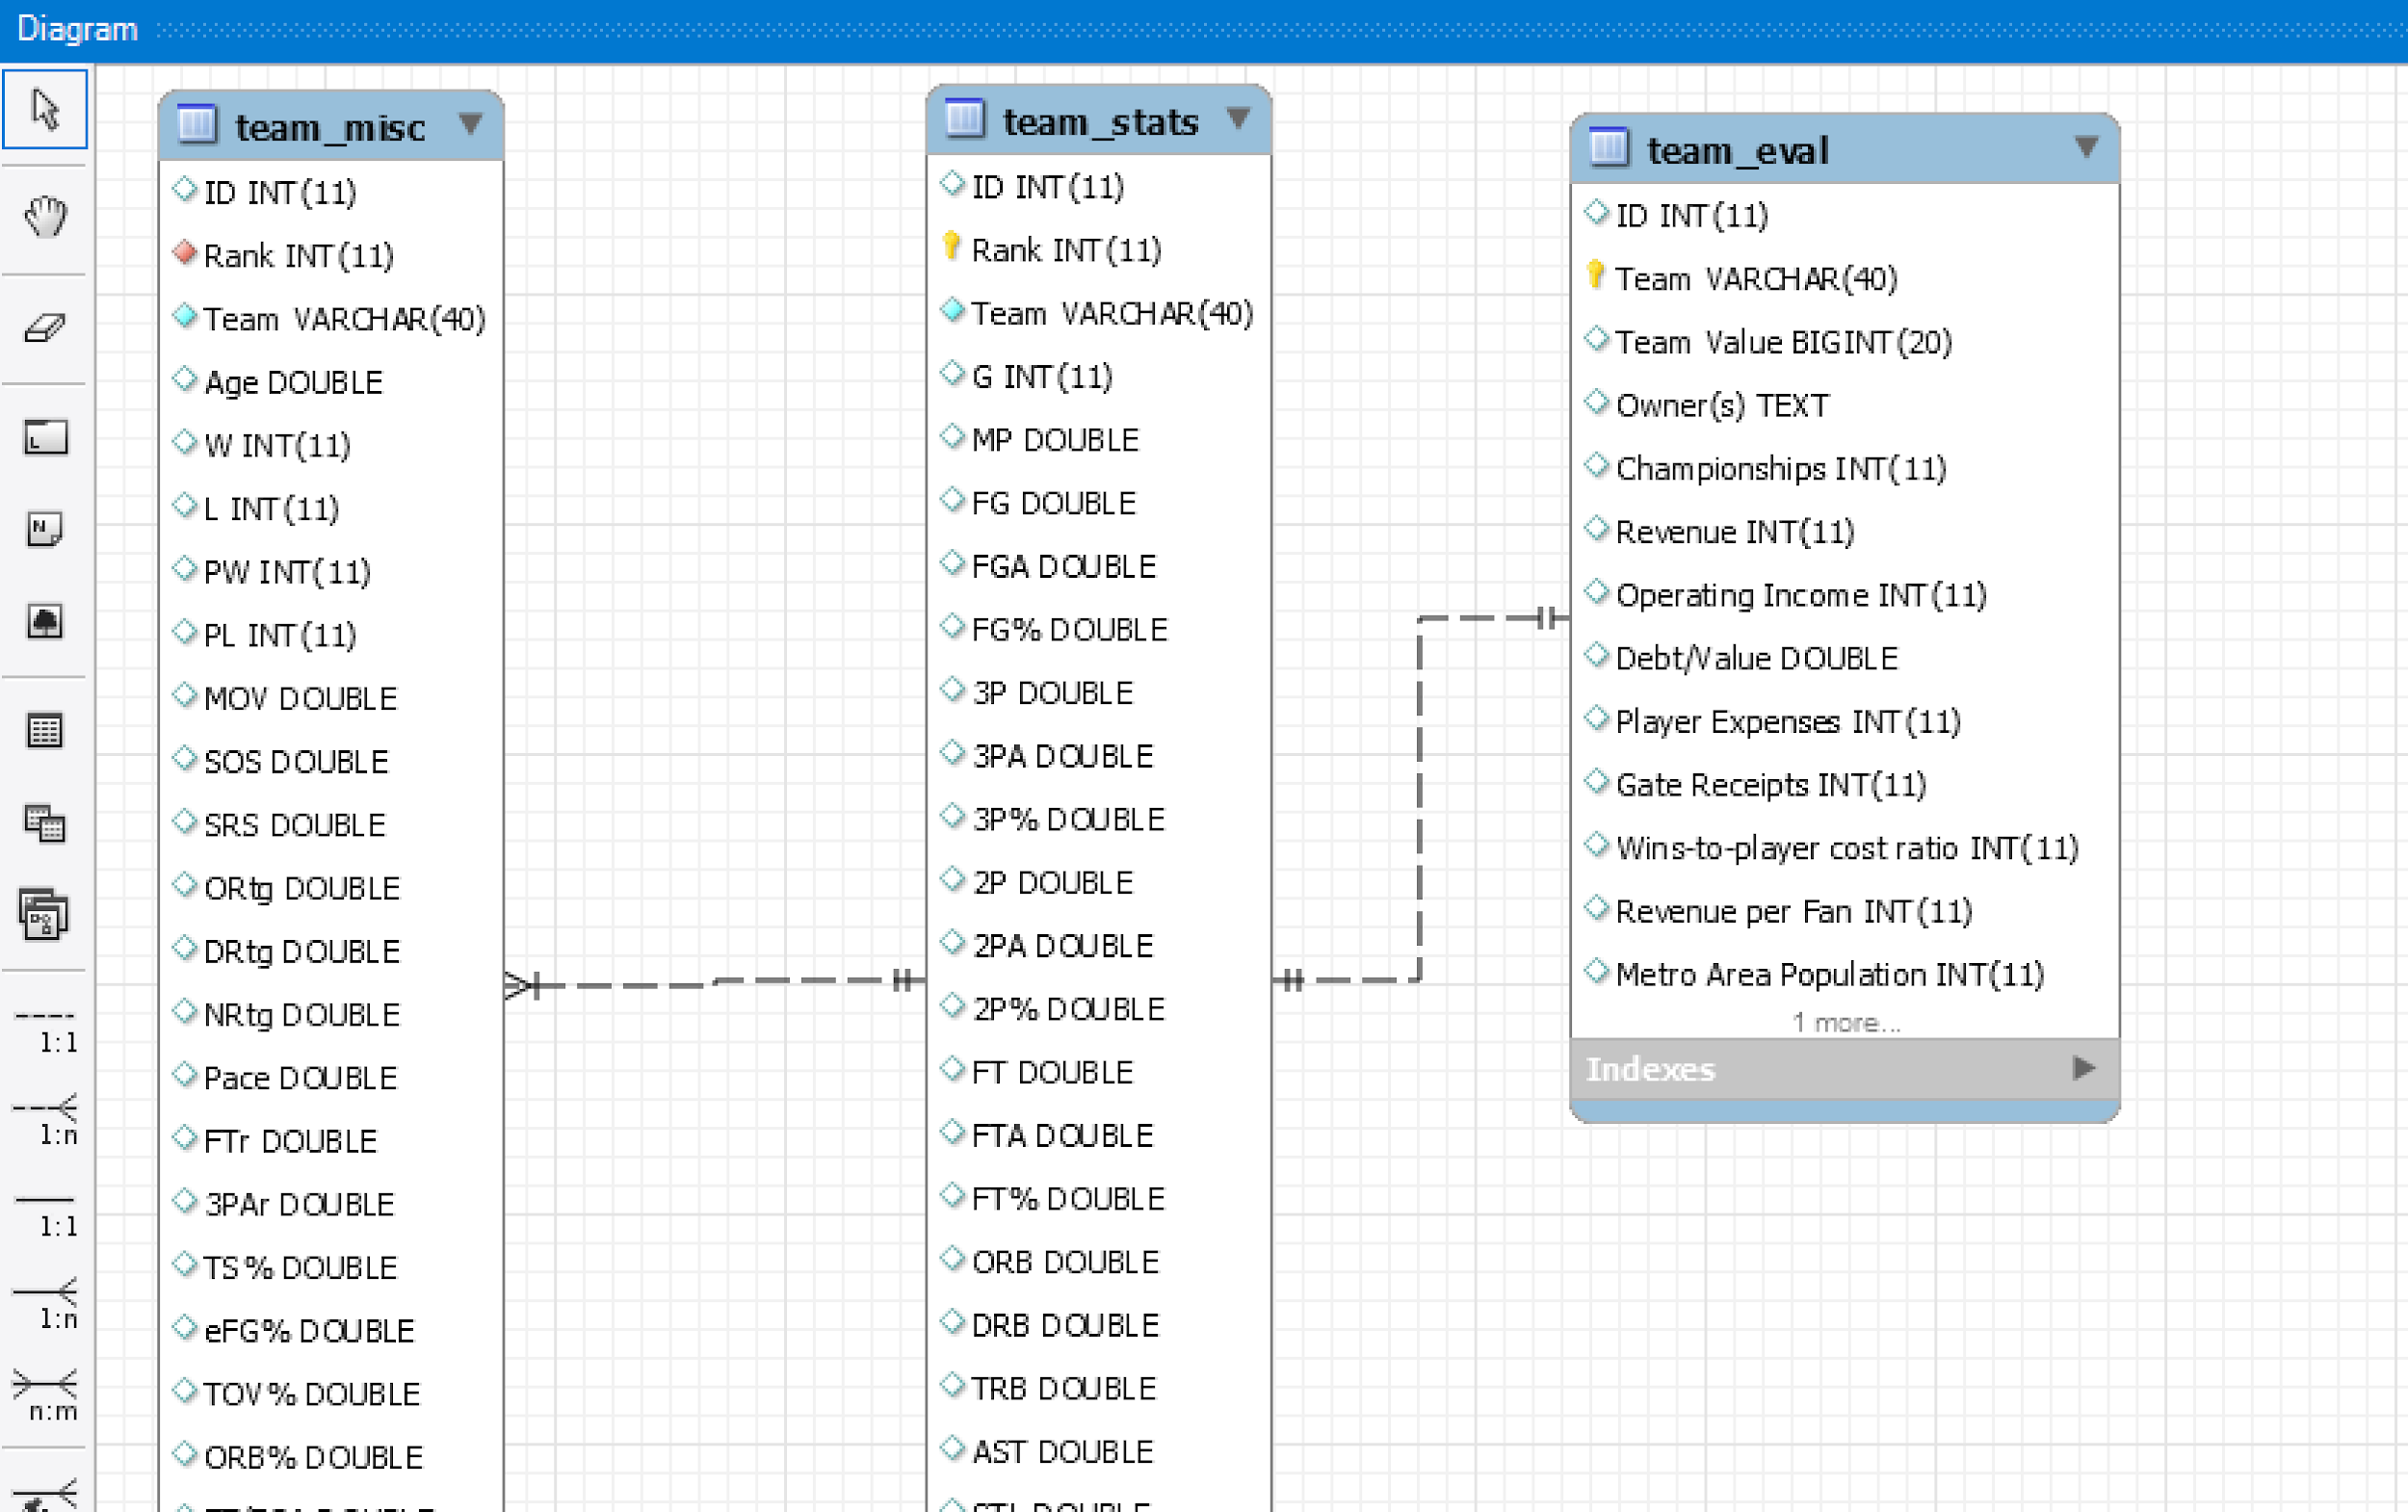 Diagram
team_misc
ID INT(11)
Rank INT(11)
Team VARCHAR(40)
Age DOUBLE
W INT(11)
L INT(11)
PW INT(11)
PL INT(11)
MOV DOUBLE
SOS DOUBLE
SRS DOUBLE
ORtg DOUBLE
DRtg DOUBLE
NRtg DOUBLE
Pace DOUBLE
FTr DOUBLE
3PAr DOUBLE
TS% DOUBLE
eFG% DOUBLE
TOV% DOUBLE
ORB% DOUBLE
team_stats
ID INT(11)
Rank INT(11)
Team VARCHAR(40)
G INT(11)
MP DOUBLE
FG DOUBLE
FGA DOUBLE
FG% DOUBLE
3P DOUBLE
3PA DOUBLE
3P% DOUBLE
2P DOUBLE
2PA DOUBLE
2P% DOUBLE
FT DOUBLE
FTA DOUBLE
FT% DOUBLE
ORB DOUBLE
DRB DOUBLE
TRB DOUBLE
AST DOUBLE
STL DOUBLE
team_eval
ID INT(11)
Team VARCHAR(40)
Team Value BIGINT(20)
Owner(s) TEXT
Championships INT(11)
Revenue INT(11)
Operating Income INT(11)
Debt/Value DOUBLE
Player Expenses INT(11)
Gate Receipts INT(11)
Wins-to-player cost ratio INT(11)
Revenue per Fan INT(11)
Metro Area Population INT(11)
1 more...
Indexes
L
N
1:1
1:n
1:1
1:n
n:m